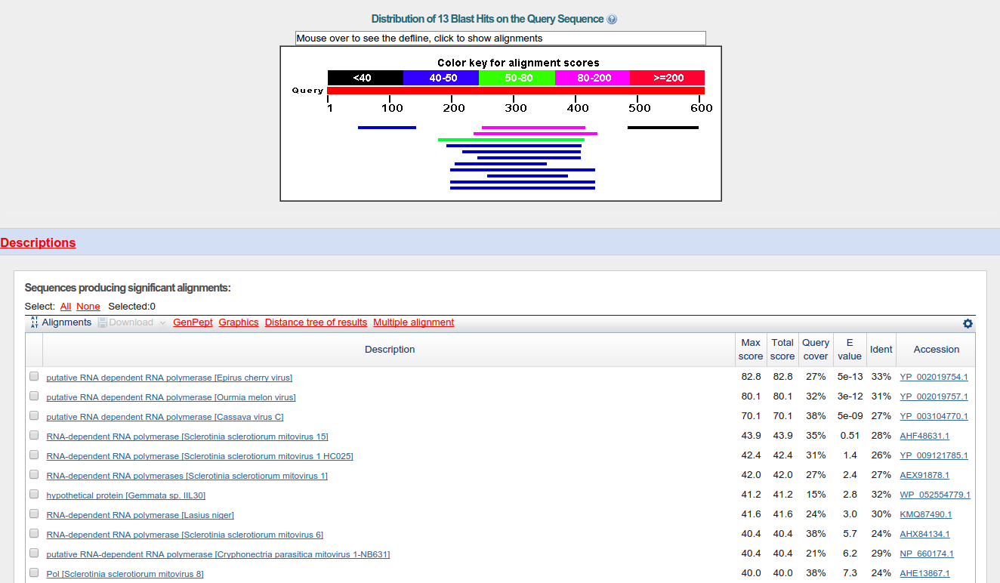 Distribution of 13 Blast Hits on the Query Sequence ?
Mouse over to see the defline, click to show alignments
Color key for alignment scores
<40 40-50 50-80 80-200 >=200
Query
1 100 200 300 400 500 600
Descriptions
Sequences producing significant alignments:
Select: All None Selected:0
Alignments Download GenPept Graphics Distance tree of results Multiple alignment
Description Max score Total score Query cover E value Ident Accession
putative RNA dependent RNA polymerase [Epirus cherry virus] 82.8 82.8 27% 5e-13 33% YP_002019754.1
putative RNA dependent RNA polymerase [Ourmia melon virus] 80.1 80.1 32% 3e-12 31% YP_002019757.1
putative RNA dependent RNA polymerase [Cassava virus C] 70.1 70.1 38% 5e-09 27% YP_003104770.1
RNA-dependent RNA polymerase [Sclerotinia sclerotiorum mitovirus 15] 43.9 43.9 35% 0.51 28% AHF48631.1
RNA-dependent RNA polymerase [Sclerotinia sclerotiorum mitovirus 1 HC025] 42.4 42.4 31% 1.4 26% YP_009121785.1
RNA-dependent RNA polymerases [Sclerotinia sclerotiorum mitovirus 1] 42.0 42.0 27% 2.4 27% AEX91878.1
hypothetical protein [Gemmata sp. IIL30] 41.2 41.2 15% 2.8 32% WP_052554779.1
RNA-dependent RNA polymerase [Lasius niger] 41.6 41.6 24% 3.0 30% KMQ87490.1
RNA-dependent RNA polymerase [Sclerotinia sclerotiorum mitovirus 6] 40.4 40.4 38% 5.7 24% AHX84134.1
putative RNA-dependent RNA polymerase [Cryphonectria parasitica mitovirus 1-NB631] 40.4 40.4 21% 6.2 29% NP_660174.1
Pol [Sclerotinia sclerotiorum mitovirus 8] 40.0 40.0 38% 7.3 24% AHE13867.1